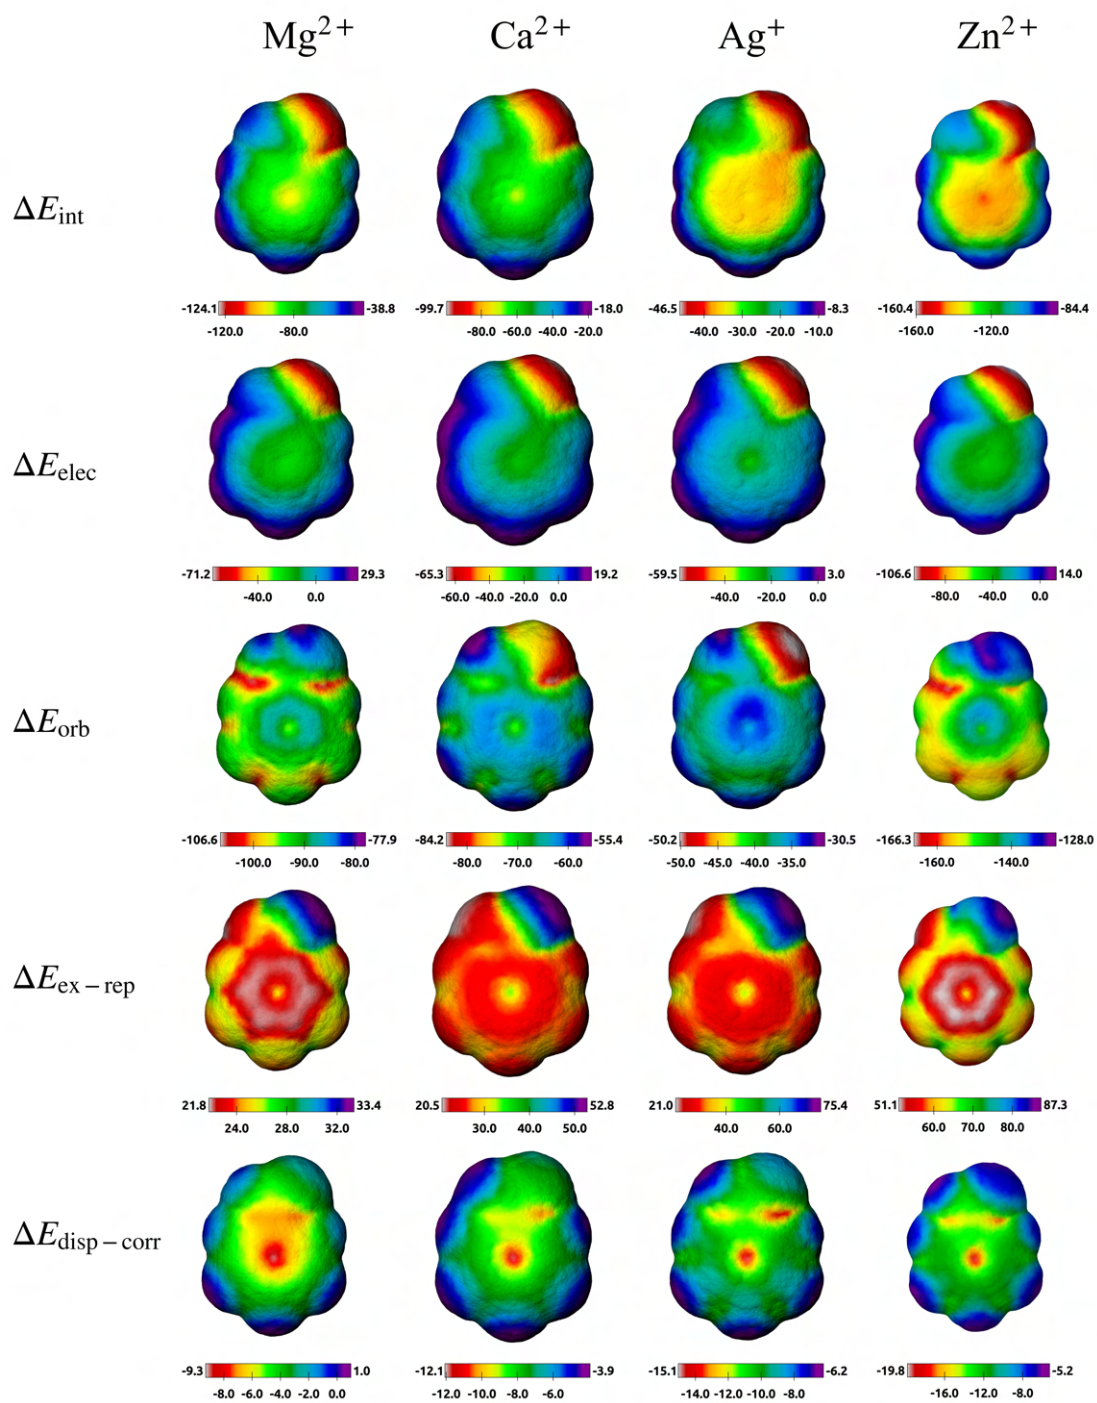 Mg2+ Ca2+ Ag+ Zn2+
ΔEint
-124.1 -38.8 -99.7 -18.0 -46.5 -8.3 -160.4 -84.4
-120.0 -80.0 -80.0 -60.0 -40.0 -20.0 -40.0 -30.0 -20.0 -10.0 -160.0 -120.0
ΔEelec
-71.2 29.3 -65.3 19.2 -59.5 3.0 -106.6 14.0
-40.0 0.0 -60.0 -40.0 -20.0 0.0 -40.0 -20.0 0.0 -80.0 -40.0 0.0
ΔEorb
-106.6 -77.9 -84.2 -55.4 -50.2 -30.5 -166.3 -128.0
-100.0 -90.0 -80.0 -80.0 -70.0 -60.0 -50.0 -45.0 -40.0 -35.0 -160.0 -140.0
ΔEex – rep
21.8 33.4 20.5 52.8 21.0 75.4 51.1 87.3
24.0 28.0 32.0 30.0 40.0 50.0 40.0 60.0 60.0 70.0 80.0
ΔEdisp – corr
-9.3 1.0 -12.1 -3.9 -15.1 -6.2 -19.8 -5.2
-8.0 -6.0 -4.0 -2.0 0.0 -12.0 -10.0 -8.0 -6.0 -14.0 -12.0 -10.0 -8.0 -16.0 -12.0 -8.0